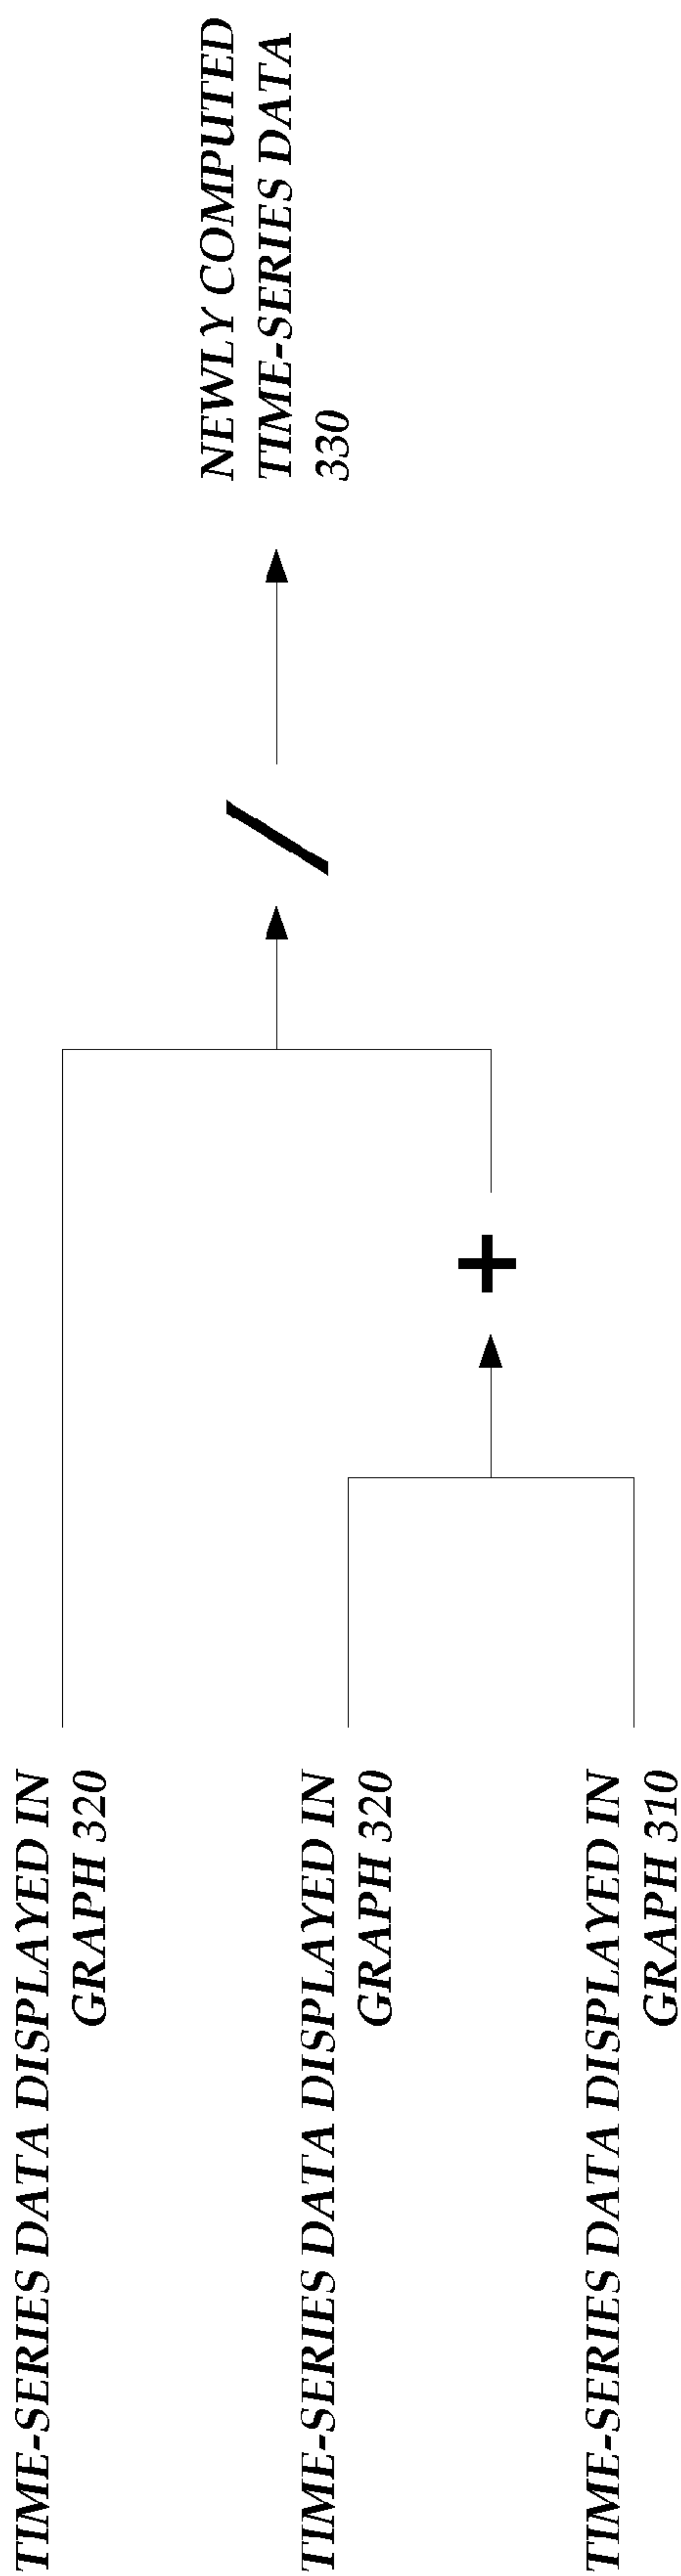 TIME-SERIES DATA DISPLAYED IN
GRAPH 320
TIME-SERIES DATA DISPLAYED IN
GRAPH 320
TIME-SERIES DATA DISPLAYED IN
GRAPH 310
+
/
NEWLY COMPUTED
TIME-SERIES DATA
330